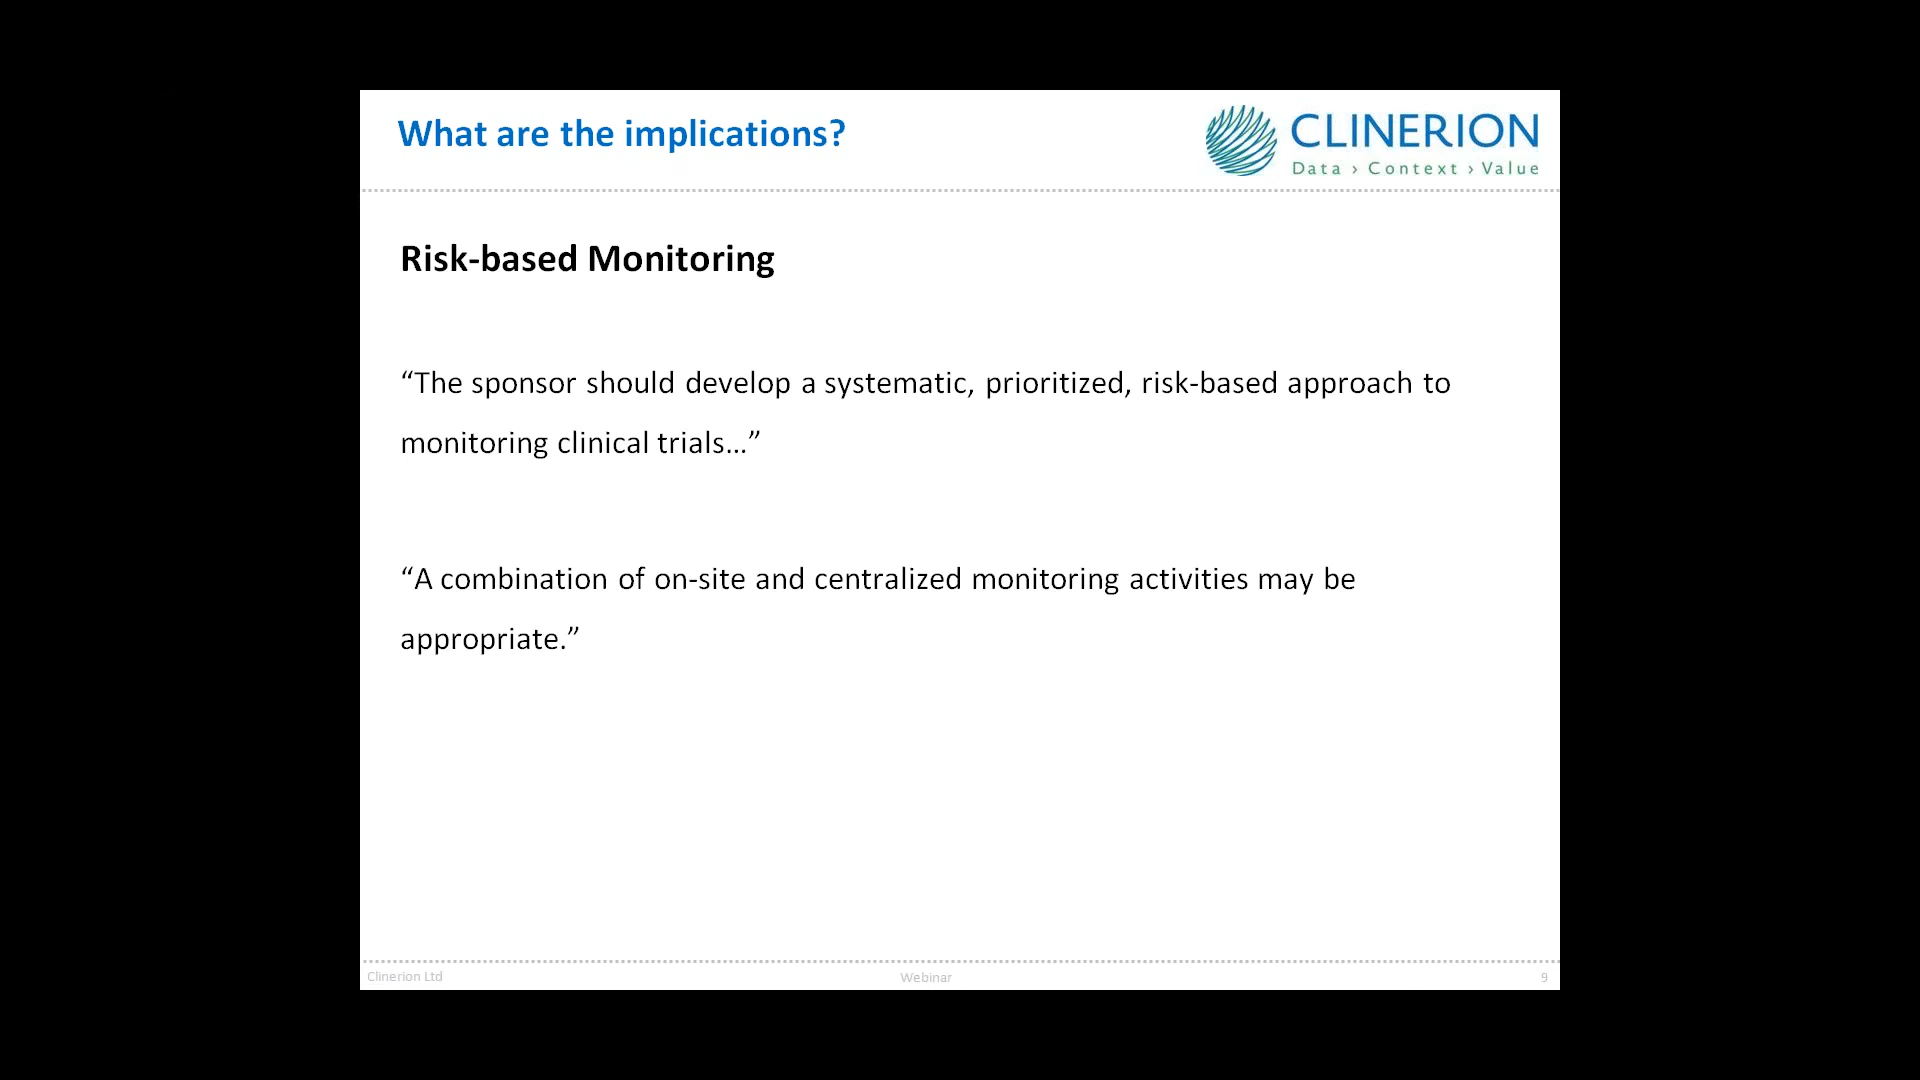 What are the implications?
CLINERION
Data › Context › Value
Risk-based Monitoring
“The sponsor should develop a systematic, prioritized, risk-based approach to
monitoring clinical trials…”
“A combination of on-site and centralized monitoring activities may be
appropriate.”
Clinerion Ltd
Webinar
9